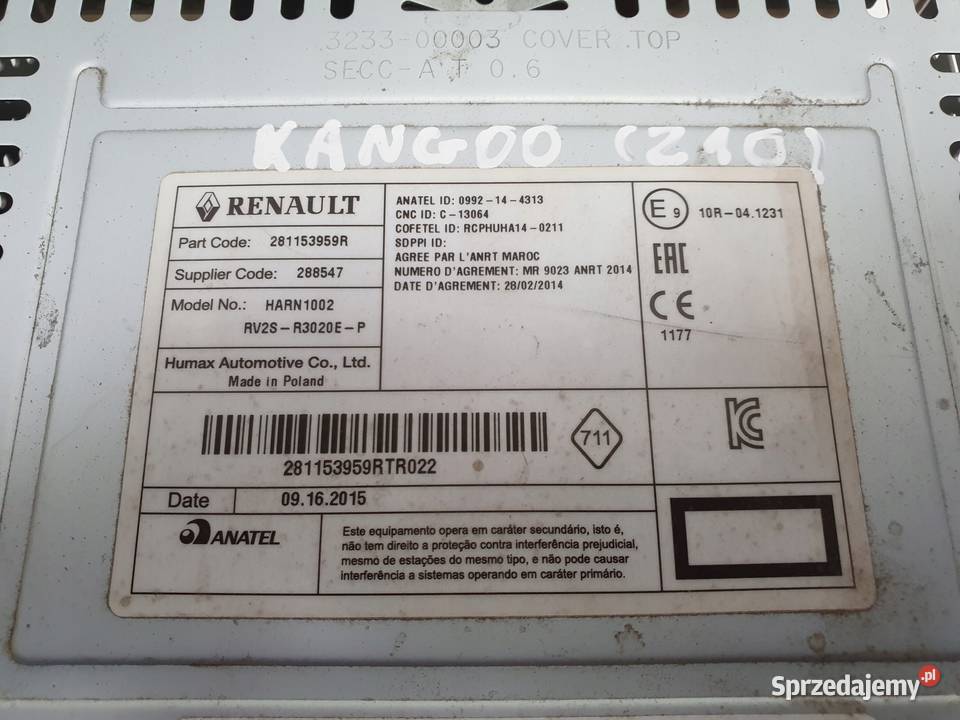 3233-00003 COVER TOP
SECC-A T 0.6
KANGOO (Z10)
RENAULT
Part Code: 281153959R
Supplier Code: 288547
Model No.: HARN1002
RV2S-R3020E-P
Humax Automotive Co., Ltd.
Made in Poland
ANATEL ID: 0992-14-4313
CNC ID: C-13064
COFETEL ID: RCPHUHA14-0211
SDPPI ID:
AGREE PAR L'ANRT MAROC
NUMERO D'AGREMENT: MR 9023 ANRT 2014
DATE D'AGREMENT: 28/02/2014
E9 10R-04.1231
EAC
CE
1177
281153959RTR022
711
KC
Date 09.16.2015
ANATEL
Este equipamento opera em caráter secundário, isto é,
não tem direito a proteção contra interferência prejudicial,
mesmo de estações do mesmo tipo, e não pode causar
interferência a sistemas operando em caráter primário.
Sprzedajemy.pl